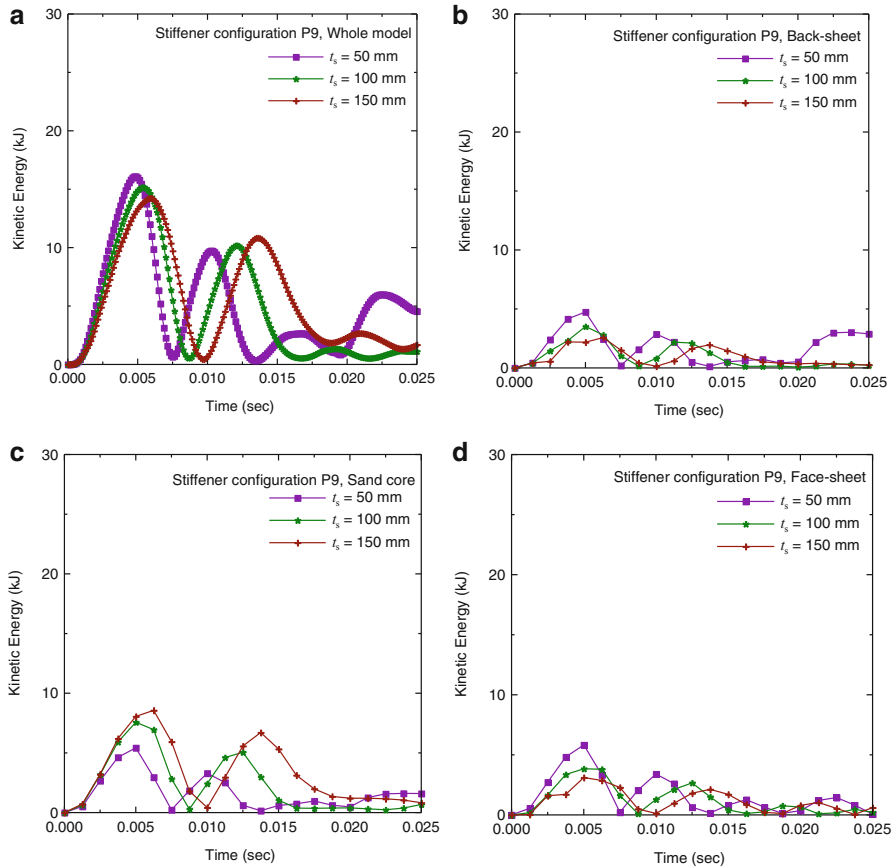 a
Stiffener configuration P9, Whole model
ts = 50 mm
ts = 100 mm
ts = 150 mm
30
20
10
0
0.000 0.005 0.010 0.015 0.020 0.025
Kinetic Energy (kJ)
Time (sec)
b
Stiffener configuration P9, Back-sheet
ts = 50 mm
ts = 100 mm
ts = 150 mm
30
20
10
0
0.000 0.005 0.010 0.015 0.020 0.025
Kinetic Energy (kJ)
Time (sec)
c
Stiffener configuration P9, Sand core
ts = 50 mm
ts = 100 mm
ts = 150 mm
30
20
10
0
0.000 0.005 0.010 0.015 0.020 0.025
Kinetic Energy (kJ)
Time (sec)
d
Stiffener configuration P9, Face-sheet
ts = 50 mm
ts = 100 mm
ts = 150 mm
30
20
10
0
0.000 0.005 0.010 0.015 0.020 0.025
Kinetic Energy (kJ)
Time (sec)